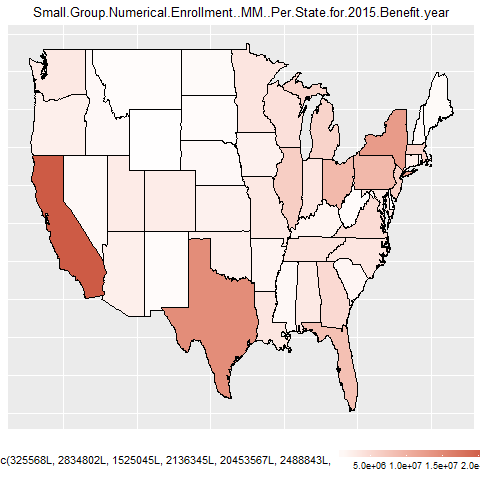 Small.Group.Numerical.Enrollment..MM..Per.State.for.2015.Benefit.year
c(325568L, 2834802L, 1525045L, 2136345L, 20453567L, 2488843L,
5.0e+06 1.0e+07 1.5e+07 2.0e